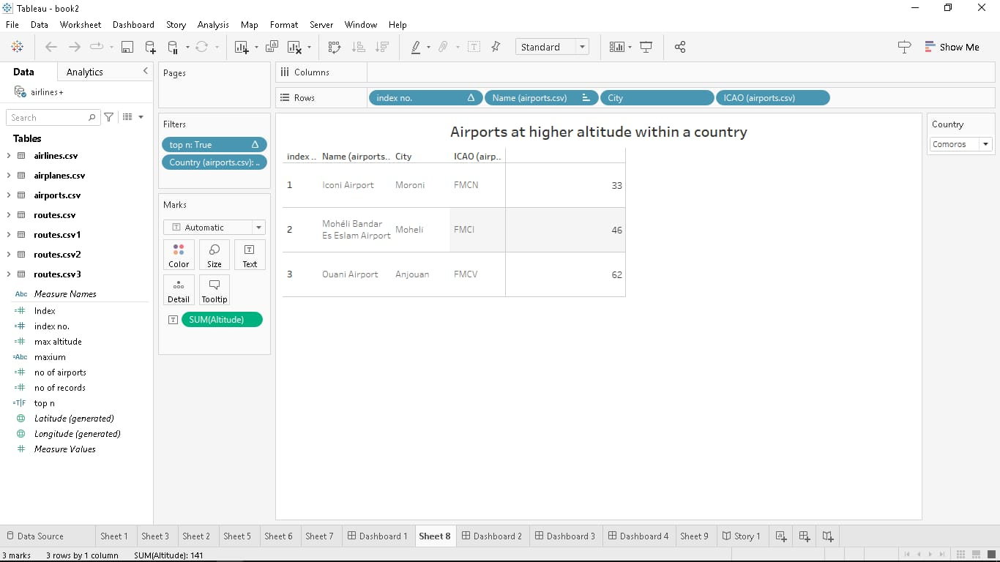 Tableau - book2
File Data Worksheet Dashboard Story Analysis Map Format Server Window Help
Standard
Show Me
Data Analytics
airlines+
Search
Tables
airlines.csv
airplanes.csv
airports.csv
routes.csv
routes.csv1
routes.csv2
routes.csv3
Abc Measure Names
Index
index no.
max altitude
=Abc maxium
no of airports
no of records
=T|F top n
Latitude (generated)
Longitude (generated)
Measure Values
Pages
Filters
top n: True
Country (airports.csv): ..
Marks
Automatic
Color Size Text
Detail Tooltip
SUM(Altitude)
Columns
Rows index no. Name (airports.csv) City ICAO (airports.csv)
Airports at higher altitude within a country
index .. Name (airports.. City ICAO (airp..
1 Iconi Airport Moroni FMCN 33
2 Mohéli Bandar
Es Eslam Airport Moheli FMCI 46
3 Ouani Airport Anjouan FMCV 62
Country
Comoros
Data Source Sheet 1 Sheet 3 Sheet 2 Sheet 5 Sheet 6 Sheet 7 Dashboard 1 Sheet 8 Dashboard 2 Dashboard 3 Dashboard 4 Sheet 9 Story 1
3 marks 3 rows by 1 column SUM(Altitude): 141